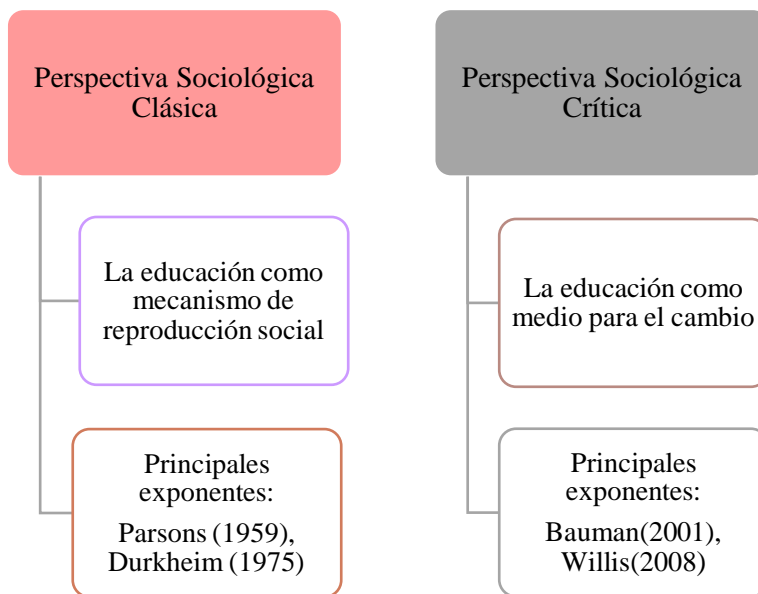 Perspectiva Sociológica
Clásica
La educación como
mecanismo de
reproducción social
Principales
exponentes:
Parsons (1959),
Durkheim (1975)
Perspectiva Sociológica
Crítica
La educación como
medio para el cambio
Principales
exponentes:
Bauman(2001),
Willis(2008)